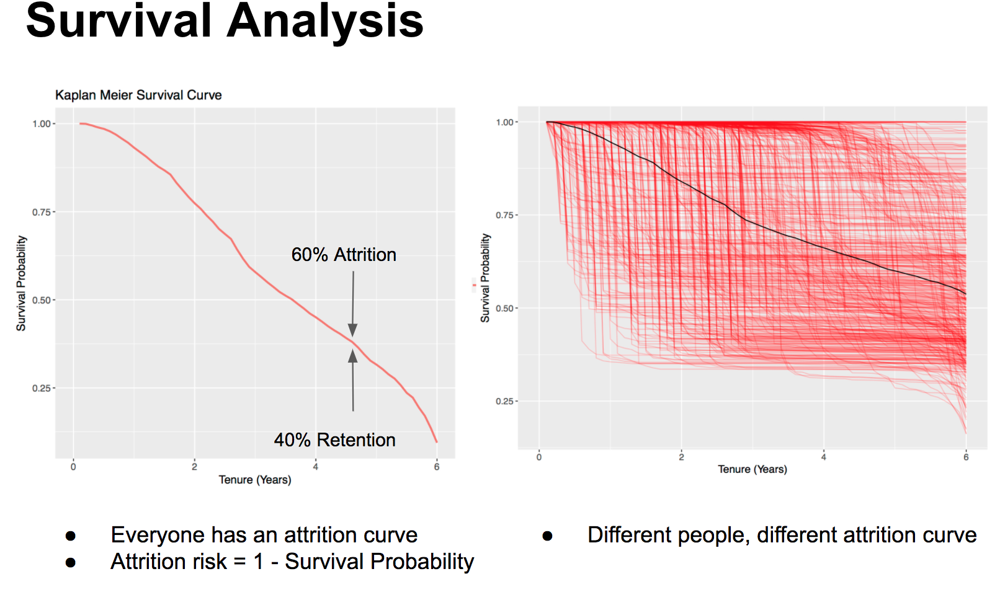 Survival Analysis
Kaplan Meier Survival Curve
1.00
0.75
0.50
0.25
Survival Probability
60% Attrition
40% Retention
0 2 4 6
Tenure (Years)
1.00
0.75
0.50
0.25
Survival Probability
0 2 4 6
Tenure (Years)
● Everyone has an attrition curve
● Attrition risk = 1 - Survival Probability
● Different people, different attrition curve